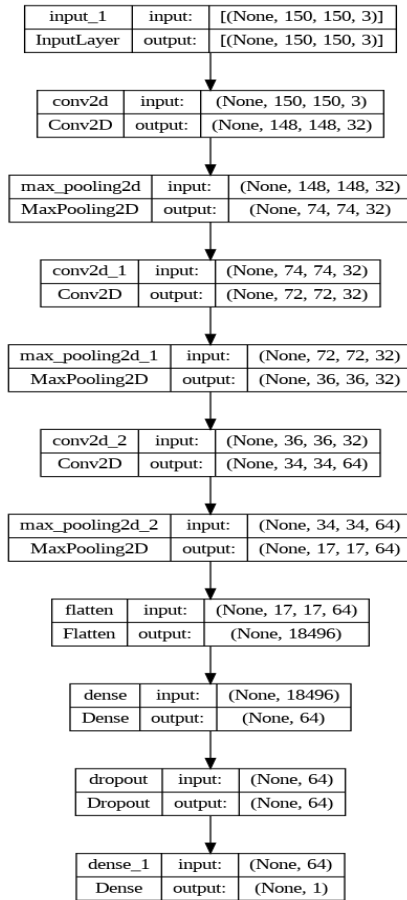 input_1 input: [(None, 150, 150, 3)]
InputLayer output: [(None, 150, 150, 3)]
conv2d input: (None, 150, 150, 3)
Conv2D output: (None, 148, 148, 32)
max_pooling2d input: (None, 148, 148, 32)
MaxPooling2D output: (None, 74, 74, 32)
conv2d_1 input: (None, 74, 74, 32)
Conv2D output: (None, 72, 72, 32)
max_pooling2d_1 input: (None, 72, 72, 32)
MaxPooling2D output: (None, 36, 36, 32)
conv2d_2 input: (None, 36, 36, 32)
Conv2D output: (None, 34, 34, 64)
max_pooling2d_2 input: (None, 34, 34, 64)
MaxPooling2D output: (None, 17, 17, 64)
flatten input: (None, 17, 17, 64)
Flatten output: (None, 18496)
dense input: (None, 18496)
Dense output: (None, 64)
dropout input: (None, 64)
Dropout output: (None, 64)
dense_1 input: (None, 64)
Dense output: (None, 1)